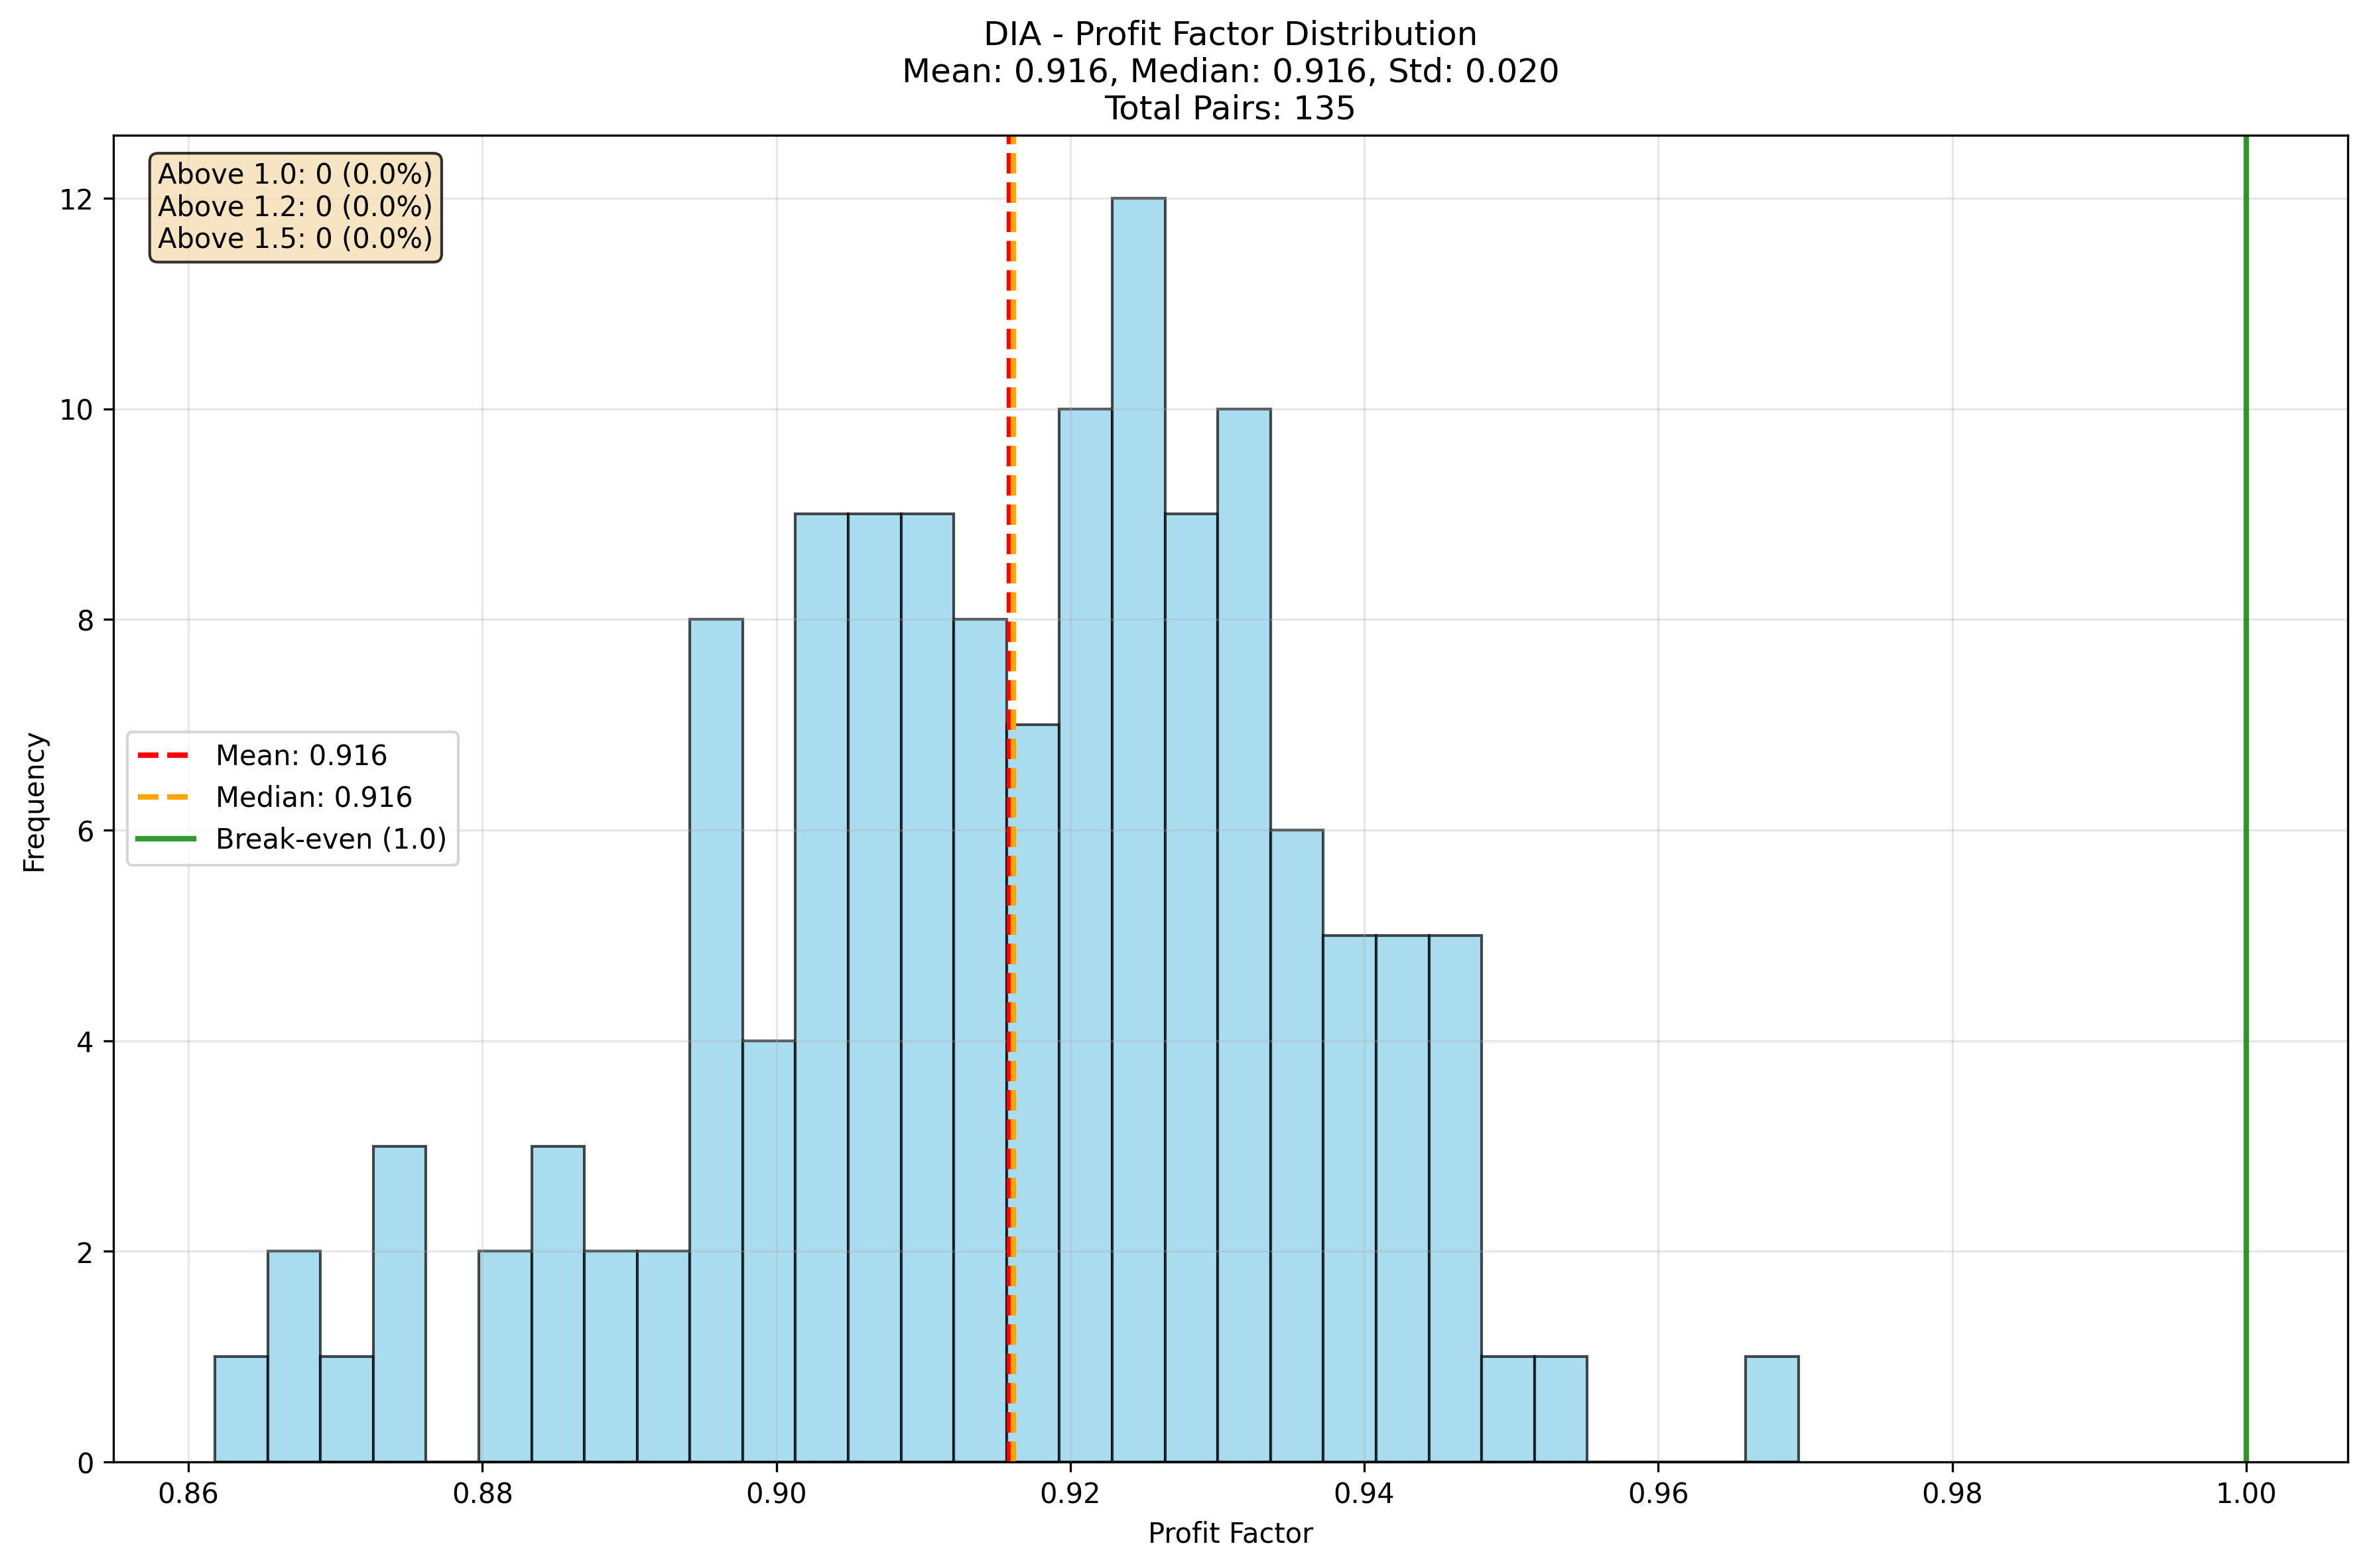 DIA - Profit Factor Distribution
Mean: 0.916, Median: 0.916, Std: 0.020
Total Pairs: 135
Above 1.0: 0 (0.0%)
Above 1.2: 0 (0.0%)
Above 1.5: 0 (0.0%)
Mean: 0.916
Median: 0.916
Break-even (1.0)
Frequency
12
10
8
6
4
2
0
0.86 0.88 0.90 0.92 0.94 0.96 0.98 1.00
Profit Factor